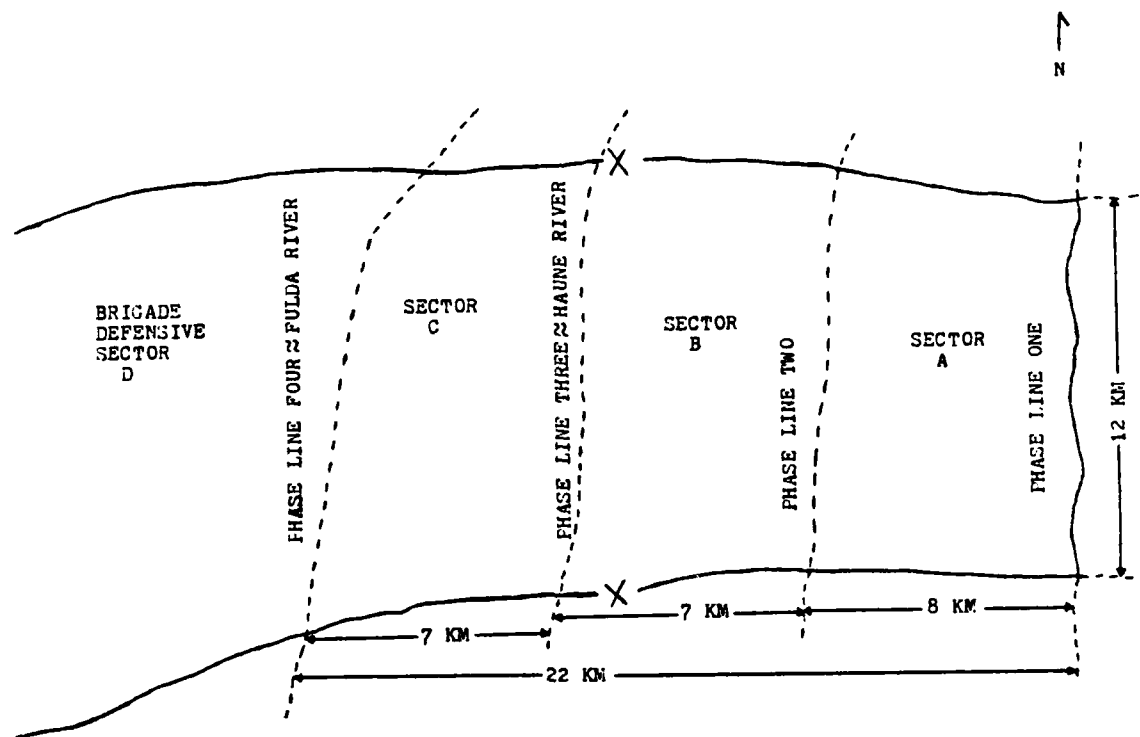 N
X
BRIGADE
DEFENSIVE
SECTOR
D
PHASE LINE FOUR≈FULDA RIVER
SECTOR
C
PHASE LINE THREE≈HAUNE RIVER
SECTOR
B
PHASE LINE TWO
SECTOR
A
PHASE LINE ONE
12 KM
X
7 KM
7 KM
8 KM
22 KM